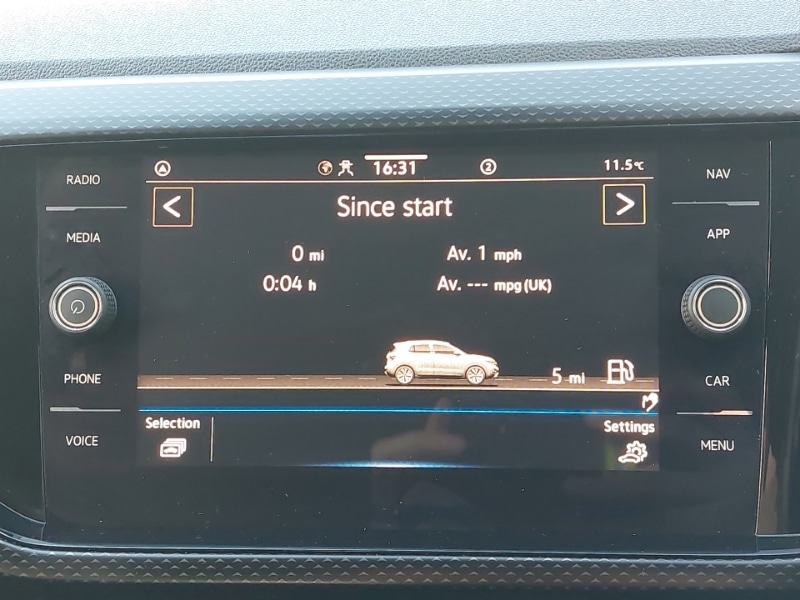 RADIO
MEDIA
PHONE
VOICE
16:31
2
11.5°C
Since start
0 mi
Av. 1 mph
0:04 h
Av. --- mpg (UK)
5 mi
Selection
Settings
NAV
APP
CAR
MENU